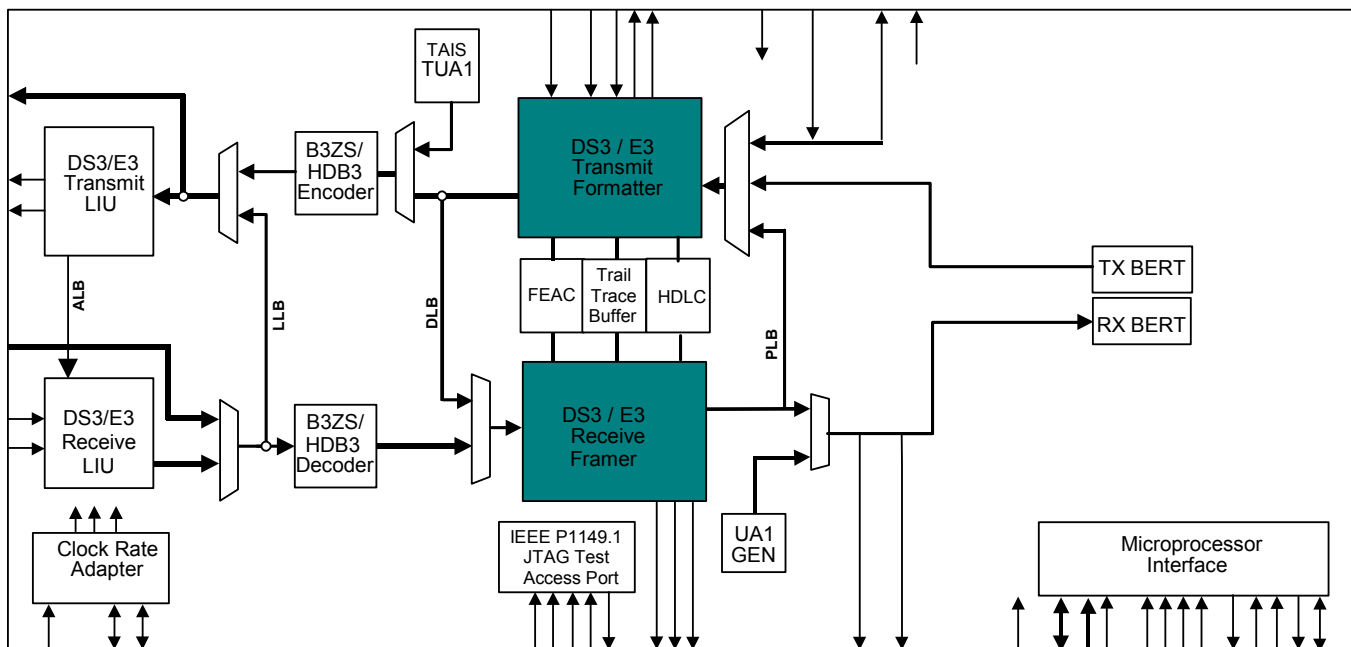 TAIS
TUA1
DS3/E3
Transmit
LIU
B3ZS/
HDB3
Encoder
DS3 / E3
Transmit
Formatter
TX BERT
RX BERT
FEAC
Trail
Trace
Buffer
HDLC
ALB
LLB
DLB
PLB
DS3/E3
Receive
LIU
B3ZS/
HDB3
Decoder
DS3 / E3
Receive
Framer
Clock Rate
Adapter
IEEE P1149.1
JTAG Test
Access Port
UA1
GEN
Microprocessor
Interface